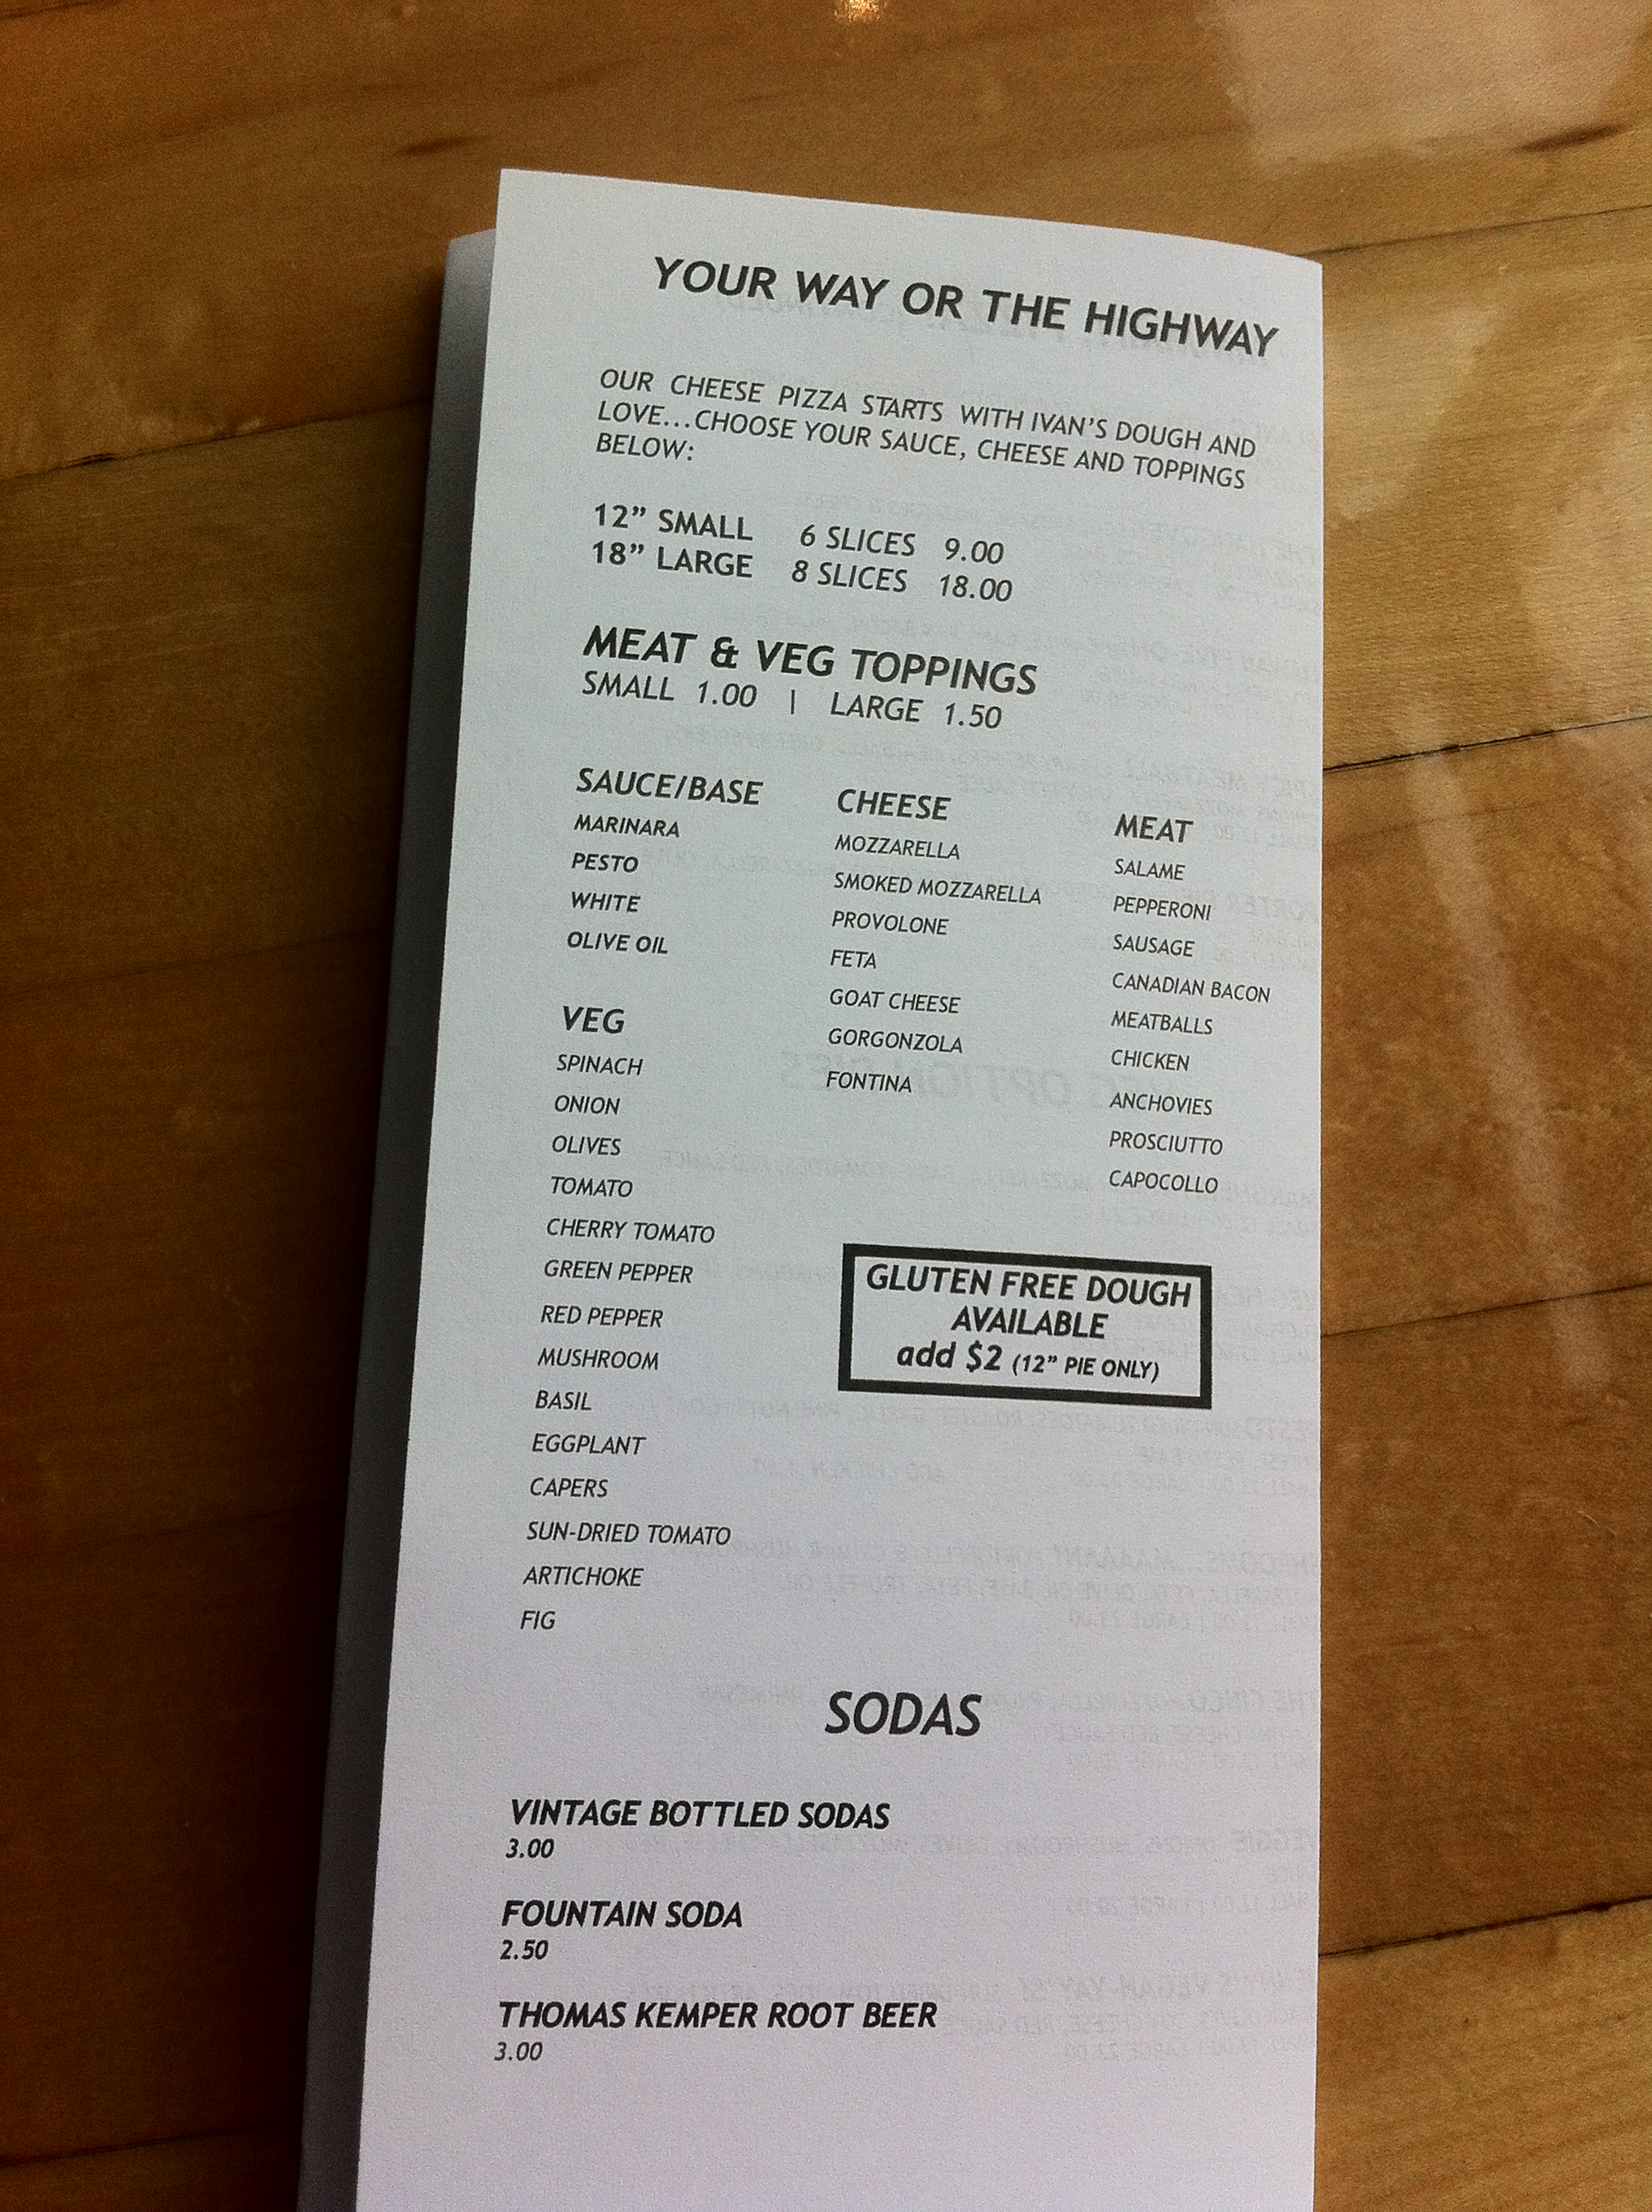 YOUR WAY OR THE HIGHWAY
OUR CHEESE PIZZA STARTS WITH IVAN'S DOUGH AND
LOVE...CHOOSE YOUR SAUCE, CHEESE AND TOPPINGS
BELOW:
12” SMALL 6 SLICES 9.00
18” LARGE 8 SLICES 18.00
MEAT & VEG TOPPINGS
SMALL 1.00 | LARGE 1.50
SAUCE/BASE
MARINARA
PESTO
WHITE
OLIVE OIL
VEG
SPINACH
ONION
OLIVES
TOMATO
CHERRY TOMATO
GREEN PEPPER
RED PEPPER
MUSHROOM
BASIL
EGGPLANT
CAPERS
SUN-DRIED TOMATO
ARTICHOKE
FIG
CHEESE
MOZZARELLA
SMOKED MOZZARELLA
PROVOLONE
FETA
GOAT CHEESE
GORGONZOLA
FONTINA
MEAT
SALAME
PEPPERONI
SAUSAGE
CANADIAN BACON
MEATBALLS
CHICKEN
ANCHOVIES
PROSCIUTTO
CAPOCOLLO
GLUTEN FREE DOUGH
AVAILABLE
add $2 (12” PIE ONLY)
SODAS
VINTAGE BOTTLED SODAS
3.00
FOUNTAIN SODA
2.50
THOMAS KEMPER ROOT BEER
3.00